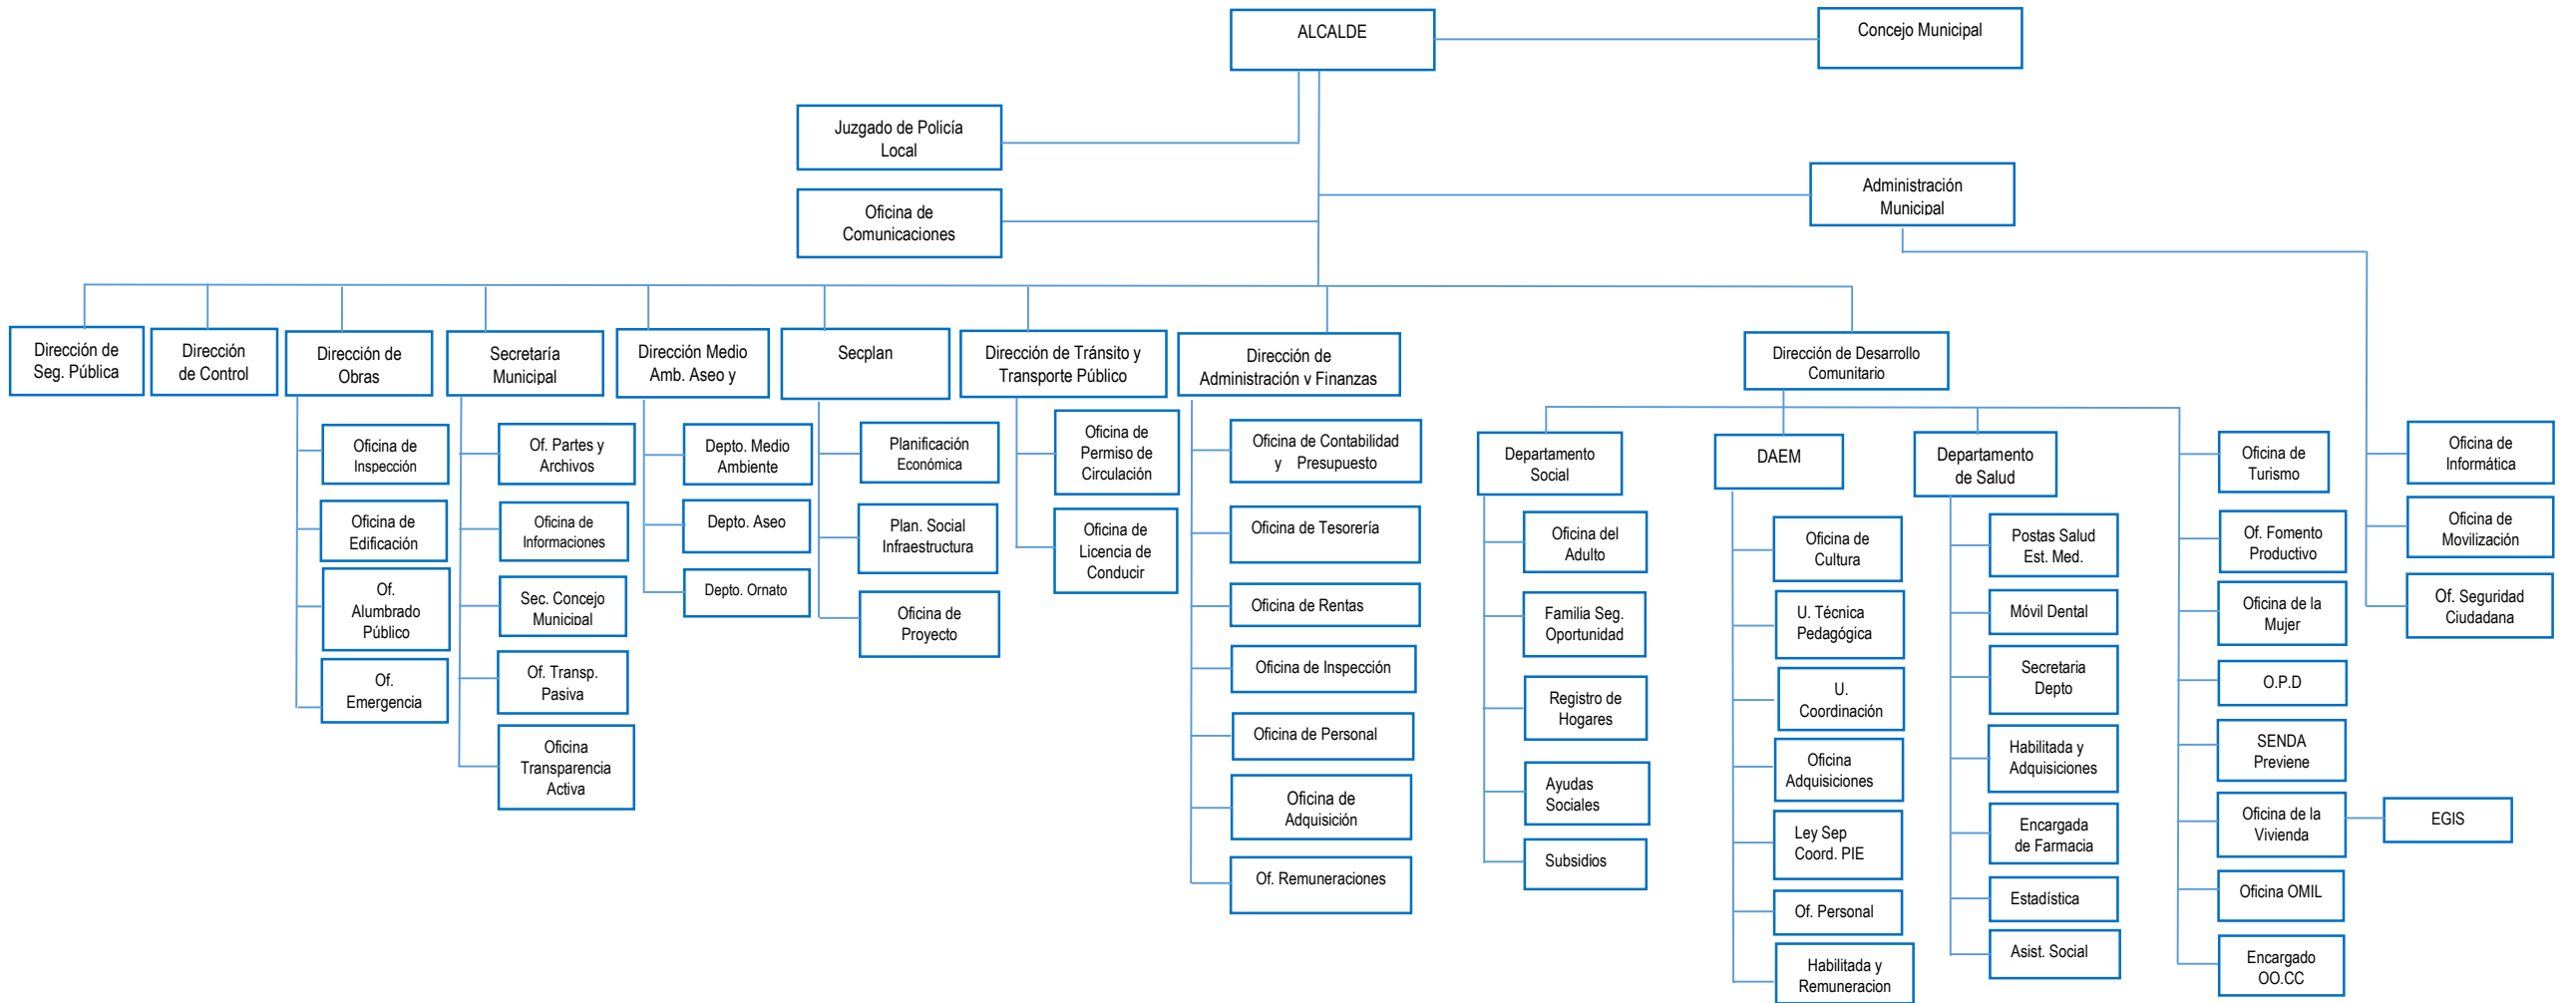 ALCALDE
Concejo Municipal
Juzgado de Policía
Local
Administración
Municipal
Oficina de
Comunicaciones
Dirección de
Seg. Pública
Dirección
de Control
Dirección de
Obras
Secretaría
Municipal
Dirección Medio
Amb. Aseo y
Secplan
Dirección de Tránsito y
Transporte Público
Dirección de
Administración y Finanzas
Dirección de Desarrollo
Comunitario
Oficina de
Inspección
Oficina de
Edificación
Of.
Alumbrado
Público
Of.
Emergencia
Of. Partes y
Archivos
Oficina de
Informaciones
Sec. Concejo
Municipal
Of. Transp.
Pasiva
Oficina
Transparencia
Activa
Depto. Medio
Ambiente
Depto. Aseo
Depto. Ornato
Planificación
Económica
Plan. Social
Infraestructura
Oficina de
Proyecto
Oficina de
Permiso de
Circulación
Oficina de
Licencia de
Conducir
Oficina de Contabilidad
y Presupuesto
Oficina de Tesorería
Oficina de Rentas
Oficina de Inspección
Oficina de Personal
Oficina de
Adquisición
Of. Remuneraciones
Departamento
Social
Oficina del
Adulto
Familia Seg.
Oportunidad
Registro de
Hogares
Ayudas
Sociales
Subsidios
DAEM
Oficina de
Cultura
U. Técnica
Pedagógica
U.
Coordinación
Oficina
Adquisiciones
Ley Sep
Coord. PIE
Of. Personal
Habilitada y
Remuneracion
Departamento
de Salud
Postas Salud
Est. Med.
Móvil Dental
Secretaria
Depto
Habilitada y
Adquisiciones
Encargada
de Farmacia
Estadística
Asist. Social
Oficina de
Turismo
Of. Fomento
Productivo
Oficina de la
Mujer
O.P.D
SENDA
Previene
Oficina de la
Vivienda
EGIS
Oficina OMIL
Encargado
OO.CC
Oficina de
Informática
Oficina de
Movilización
Of. Seguridad
Ciudadana